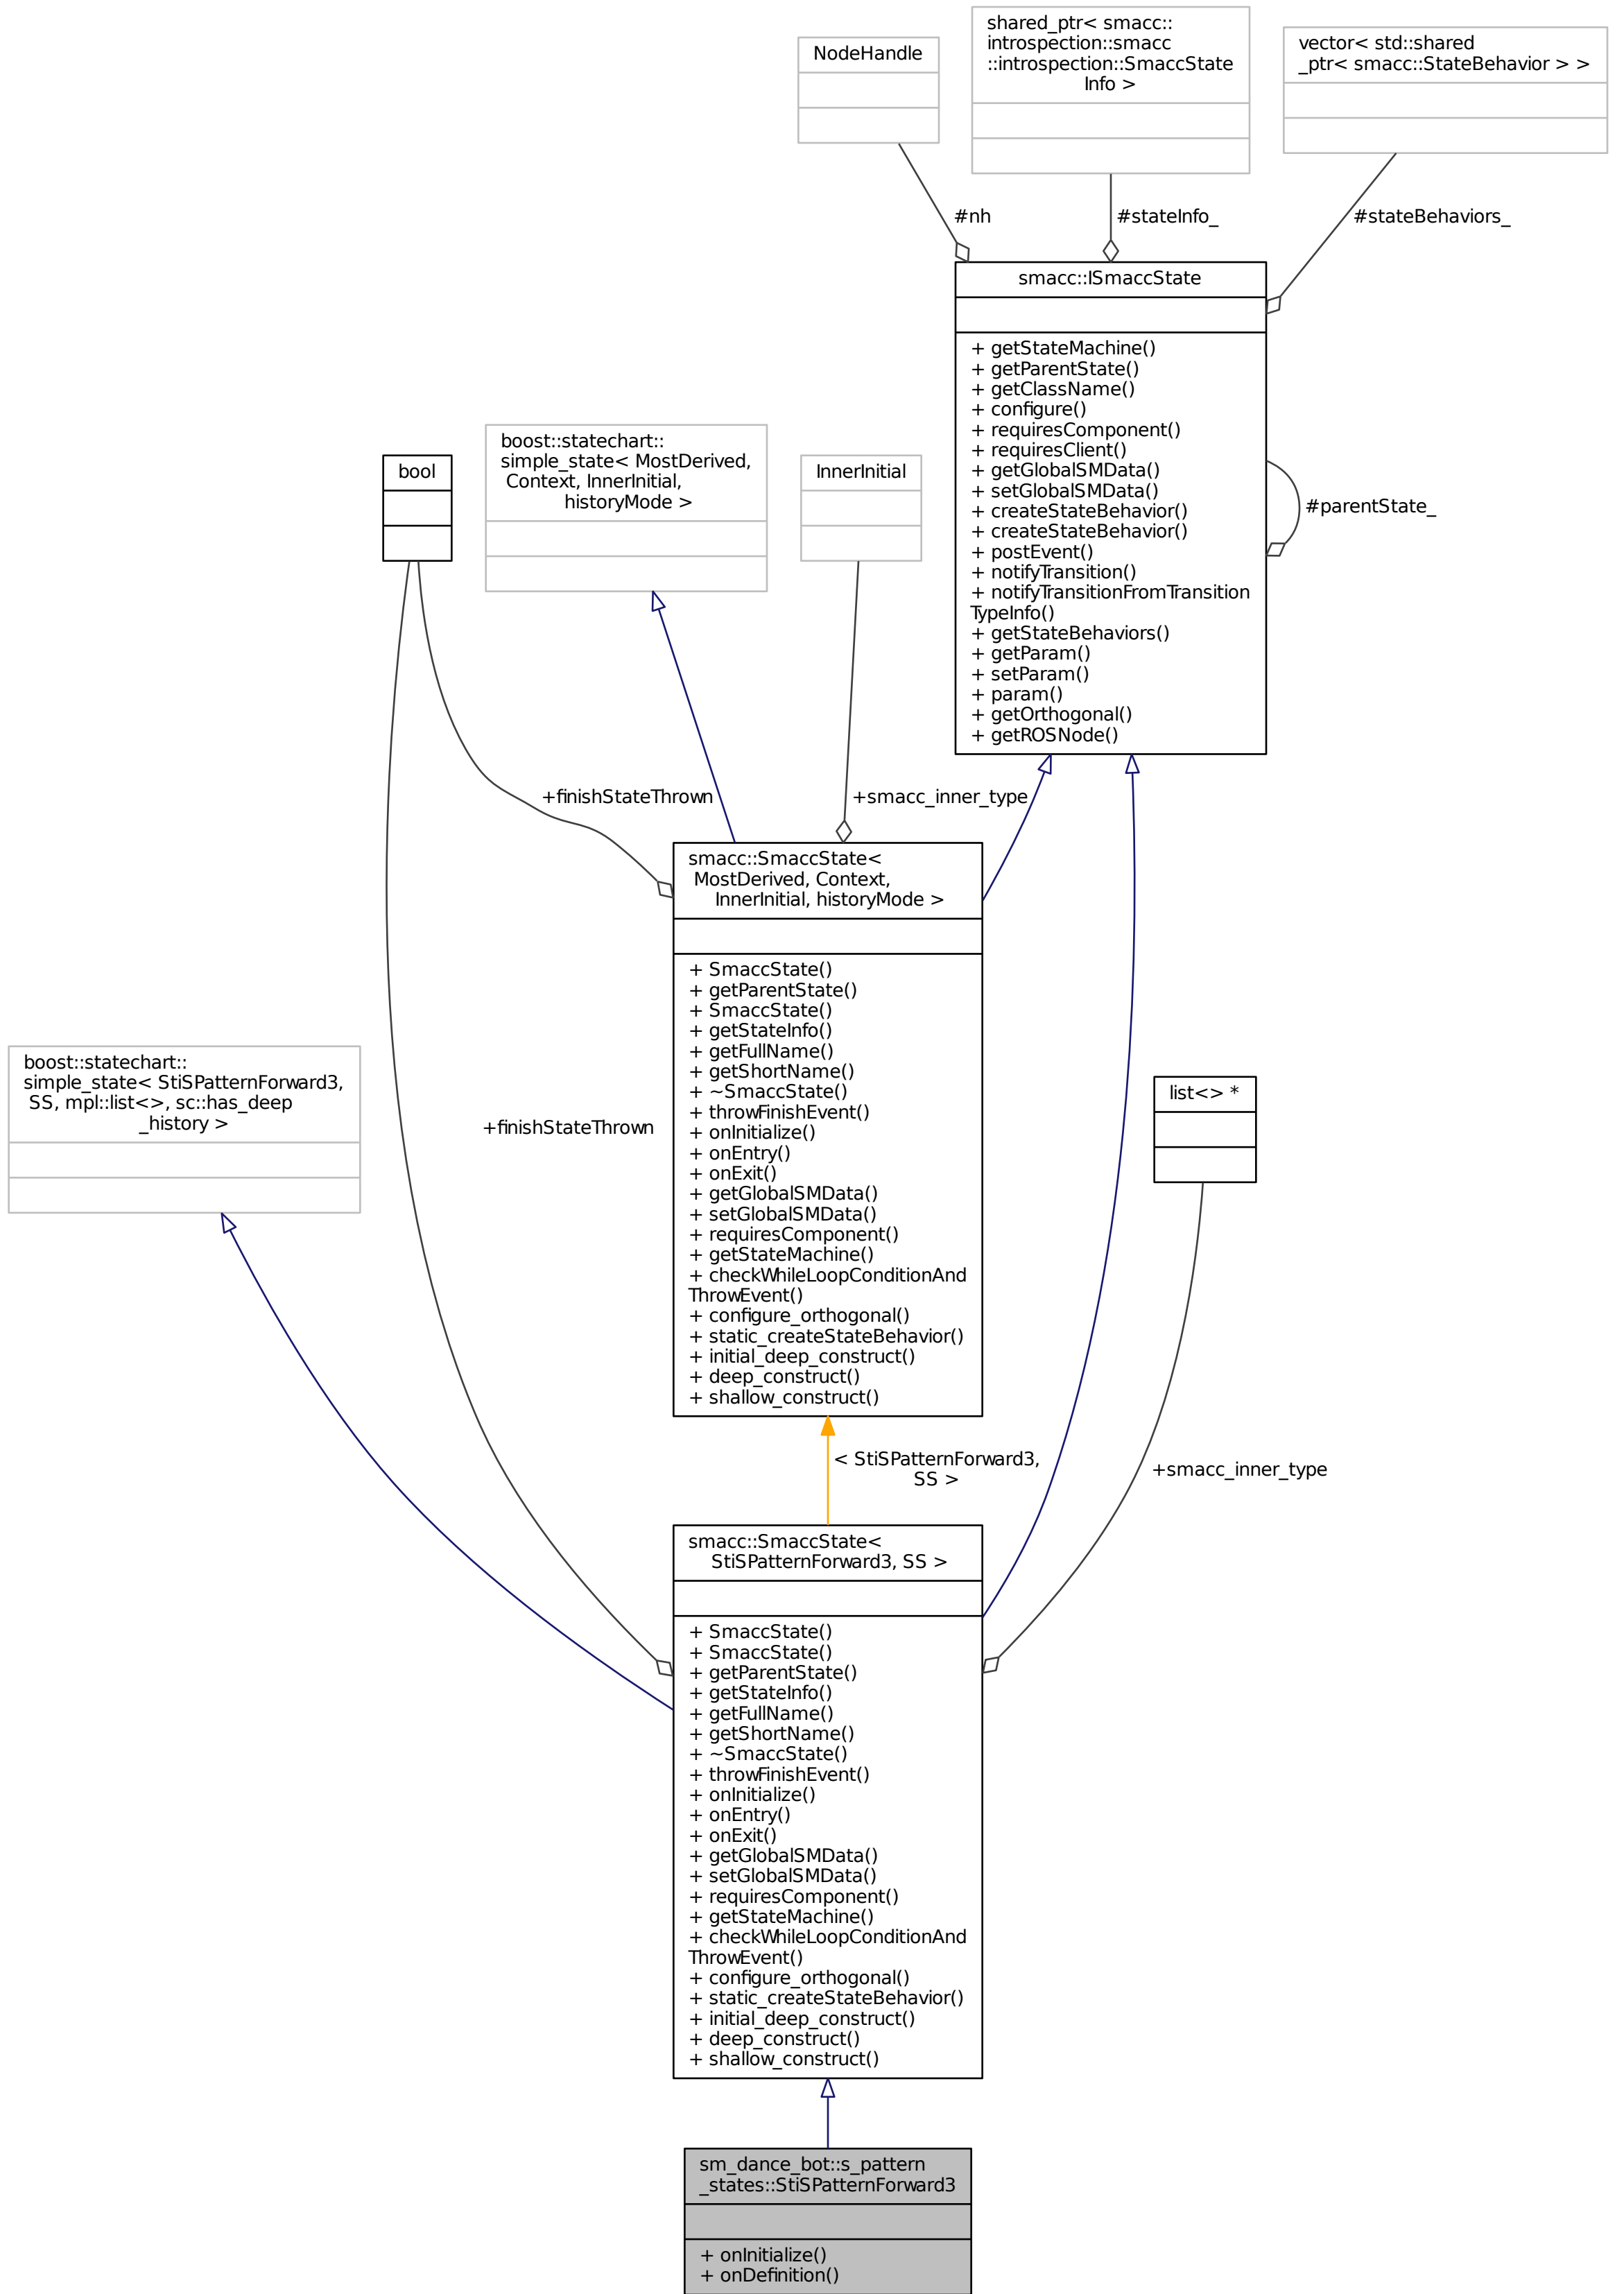 NodeHandle
shared_ptr< smacc::
introspection::smacc
::introspection::SmaccState
Info >
vector< std::shared
_ptr< smacc::StateBehavior > >
#nh
#stateInfo_
#stateBehaviors_
smacc::ISmaccState
+ getStateMachine()
+ getParentState()
+ getClassName()
+ configure()
+ requiresComponent()
+ requiresClient()
+ getGlobalSMData()
+ setGlobalSMData()
+ createStateBehavior()
+ createStateBehavior()
+ postEvent()
+ notifyTransition()
+ notifyTransitionFromTransition
TypeInfo()
+ getStateBehaviors()
+ getParam()
+ setParam()
+ param()
+ getOrthogonal()
+ getROSNode()
#parentState_
bool
boost::statechart::
simple_state< MostDerived,
Context, InnerInitial,
historyMode >
InnerInitial
+finishStateThrown
+smacc_inner_type
smacc::SmaccState<
MostDerived, Context,
InnerInitial, historyMode >
+ SmaccState()
+ getParentState()
+ SmaccState()
+ getStateInfo()
+ getFullName()
+ getShortName()
+ ~SmaccState()
+ throwFinishEvent()
+ onInitialize()
+ onEntry()
+ onExit()
+ getGlobalSMData()
+ setGlobalSMData()
+ requiresComponent()
+ getStateMachine()
+ checkWhileLoopConditionAnd
ThrowEvent()
+ configure_orthogonal()
+ static_createStateBehavior()
+ initial_deep_construct()
+ deep_construct()
+ shallow_construct()
boost::statechart::
simple_state< StiSPatternForward3,
SS, mpl::list<>, sc::has_deep
_history >
+finishStateThrown
list<> *
< StiSPatternForward3,
SS >
+smacc_inner_type
smacc::SmaccState<
StiSPatternForward3, SS >
+ SmaccState()
+ SmaccState()
+ getParentState()
+ getStateInfo()
+ getFullName()
+ getShortName()
+ ~SmaccState()
+ throwFinishEvent()
+ onInitialize()
+ onEntry()
+ onExit()
+ getGlobalSMData()
+ setGlobalSMData()
+ requiresComponent()
+ getStateMachine()
+ checkWhileLoopConditionAnd
ThrowEvent()
+ configure_orthogonal()
+ static_createStateBehavior()
+ initial_deep_construct()
+ deep_construct()
+ shallow_construct()
sm_dance_bot::s_pattern
_states::StiSPatternForward3
+ onInitialize()
+ onDefinition()